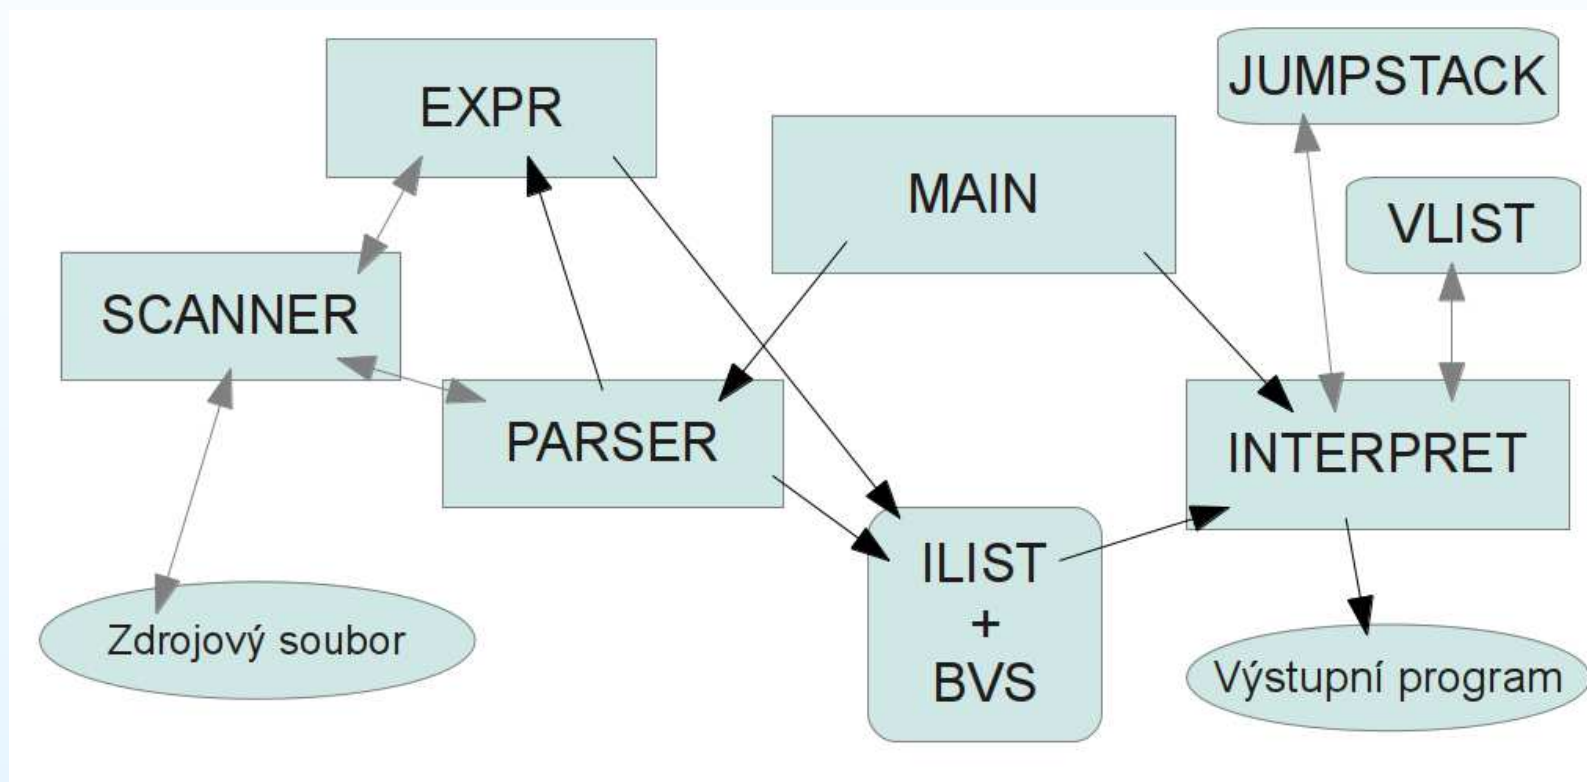 EXPR
JUMPSTACK
MAIN
VLIST
SCANNER
PARSER
INTERPRET
ILIST
+
BVS
Zdrojový soubor
Výstupní program